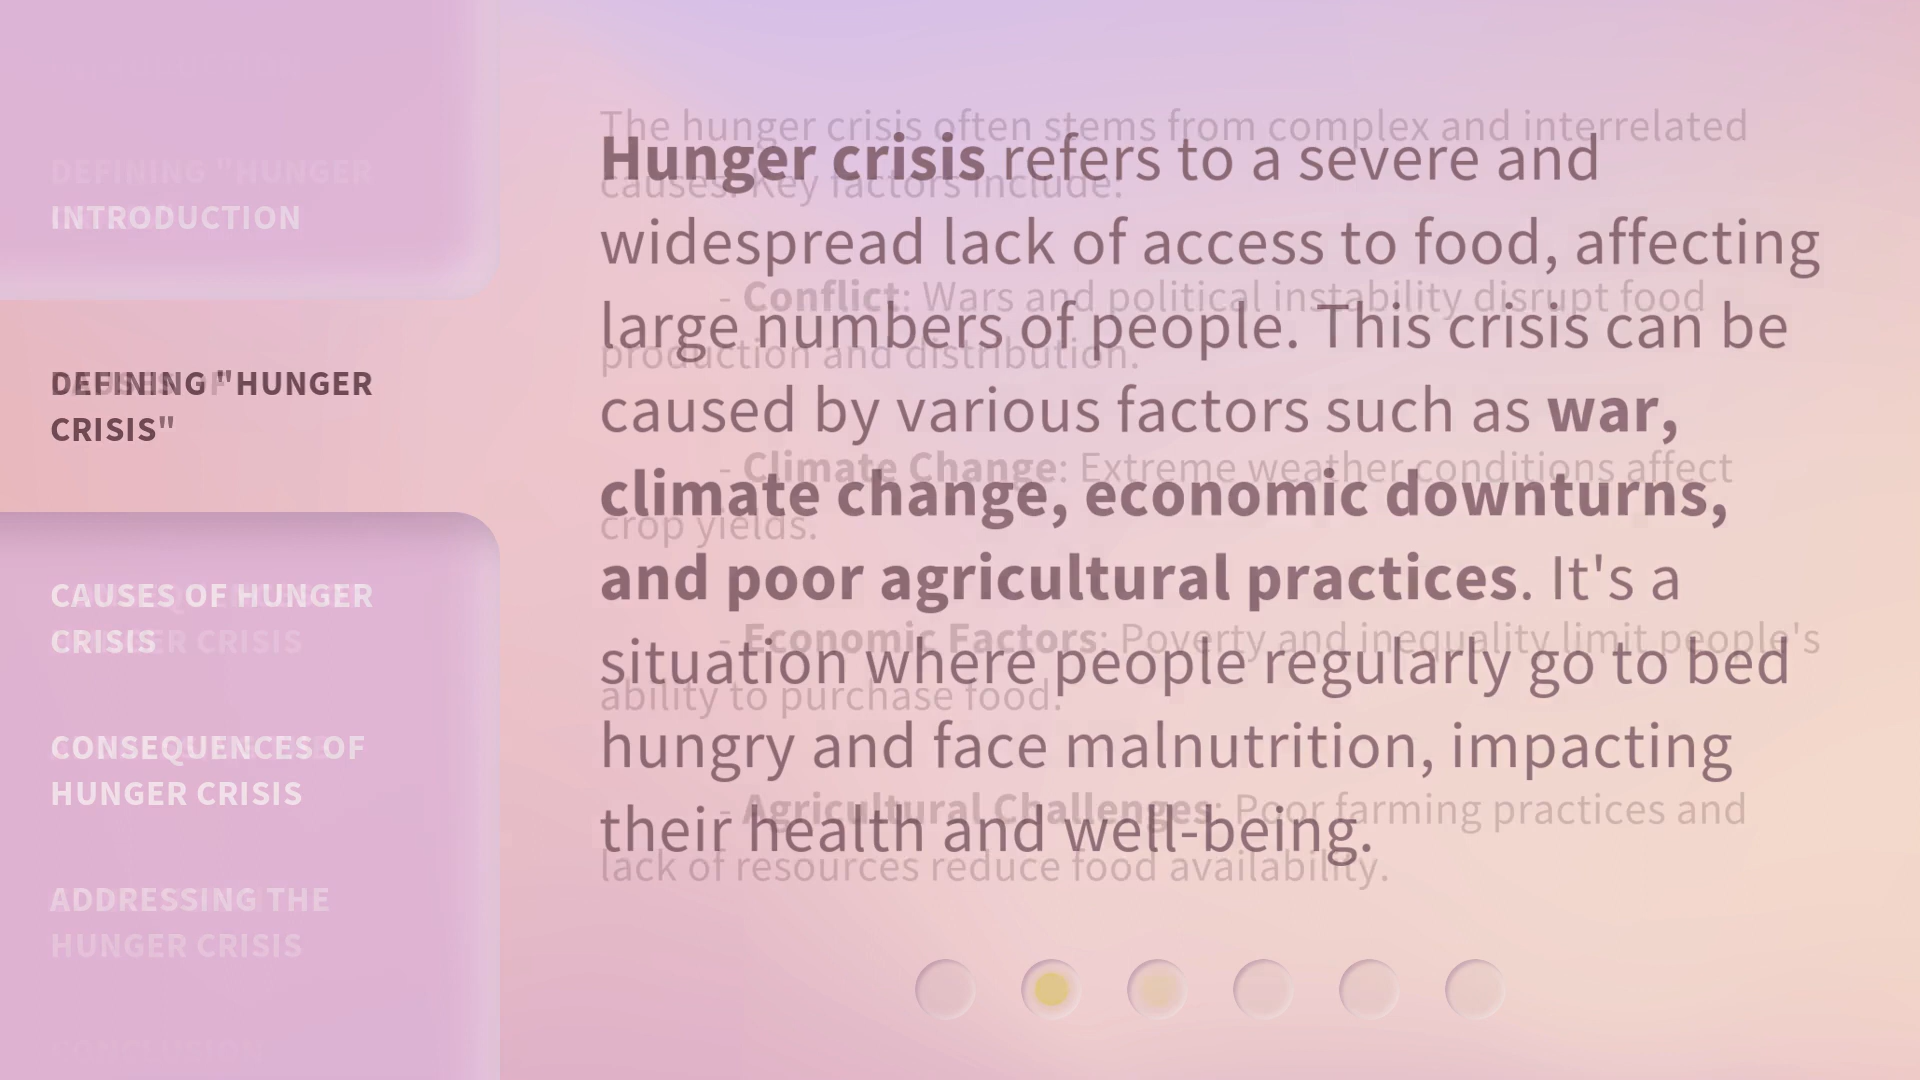 INTRODUCTION
DEFINING "HUNGER
INTRODUCTION
DEFINING "HUNGER
CRISIS"
CAUSES OF HUNGER
CRISIS
CONSEQUENCES OF
HUNGER CRISIS
ADDRESSING THE
HUNGER CRISIS
CONCLUSION
Hunger crisis refers to a severe and
widespread lack of access to food, affecting
large numbers of people. This crisis can be
caused by various factors such as war,
climate change, economic downturns,
and poor agricultural practices. It's a
situation where people regularly go to bed
hungry and face malnutrition, impacting
their health and well-being.
The hunger crisis often stems from complex and interrelated
causes. Key factors include:
- Conflict: Wars and political instability disrupt food
production and distribution.
- Climate Change: Extreme weather conditions affect
crop yields.
- Economic Factors: Poverty and inequality limit people's
ability to purchase food.
- Agricultural Challenges: Poor farming practices and
lack of resources reduce food availability.